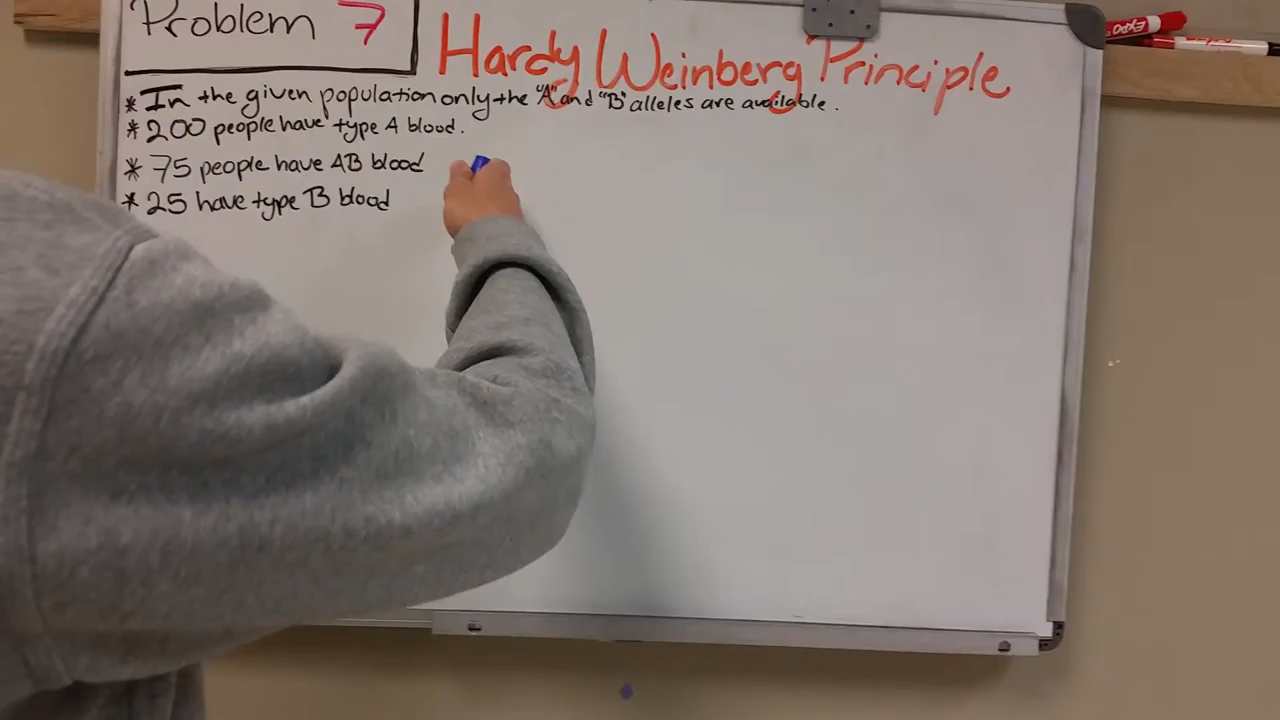 Problem 7
Hardy Weinberg Principle
* In the given population only the "A" and "B" alleles are available.
* 200 people have type A blood.
* 75 people have AB blood
* 25 have type B blood
EXPO